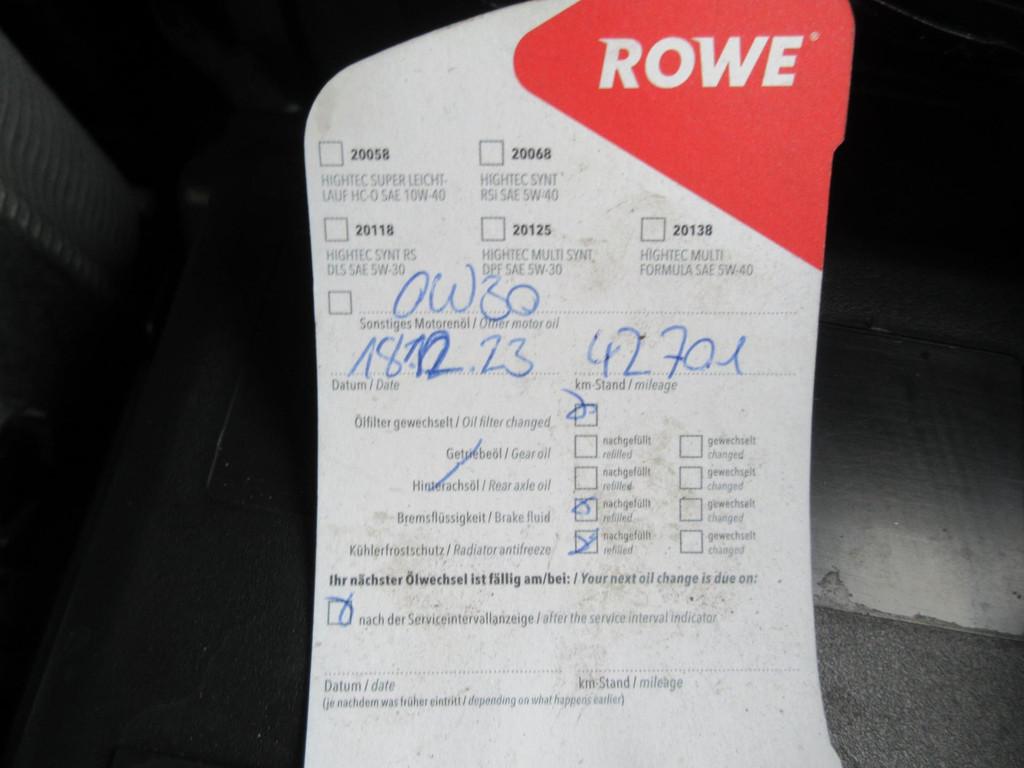 ROWE®
20058 20068
HIGHTEC SUPER LEICHT- HIGHTEC SYNT
LAUF HC-O SAE 10W-40 RSi SAE 5W-40
20118 20125 20138
HIGHTEC SYNT RS HIGHTEC MULTI SYNT HIGHTEC MULTI
DLS SAE 5W-30 DPF SAE 5W-30 FORMULA SAE 5W-40
0W30
Sonstiges Motorenöl / Other motor oil
18.12.23 42701
Datum / Date km-Stand / mileage
Ölfilter gewechselt / Oil filter changed
Getriebeöl / Gear oil nachgefüllt gewechselt
refilled changed
Hinterachsöl / Rear axle oil nachgefüllt gewechselt
refilled changed
Bremsflüssigkeit / Brake fluid nachgefüllt gewechselt
refilled changed
Kühlerfrostschutz / Radiator antifreeze nachgefüllt gewechselt
refilled changed
Ihr nächster Ölwechsel ist fällig am/bei: / Your next oil change is due on:
nach der Serviceintervallanzeige / after the service interval indicator
Datum / date km-Stand / mileage
(je nachdem was früher eintritt / depending on what happens earlier)